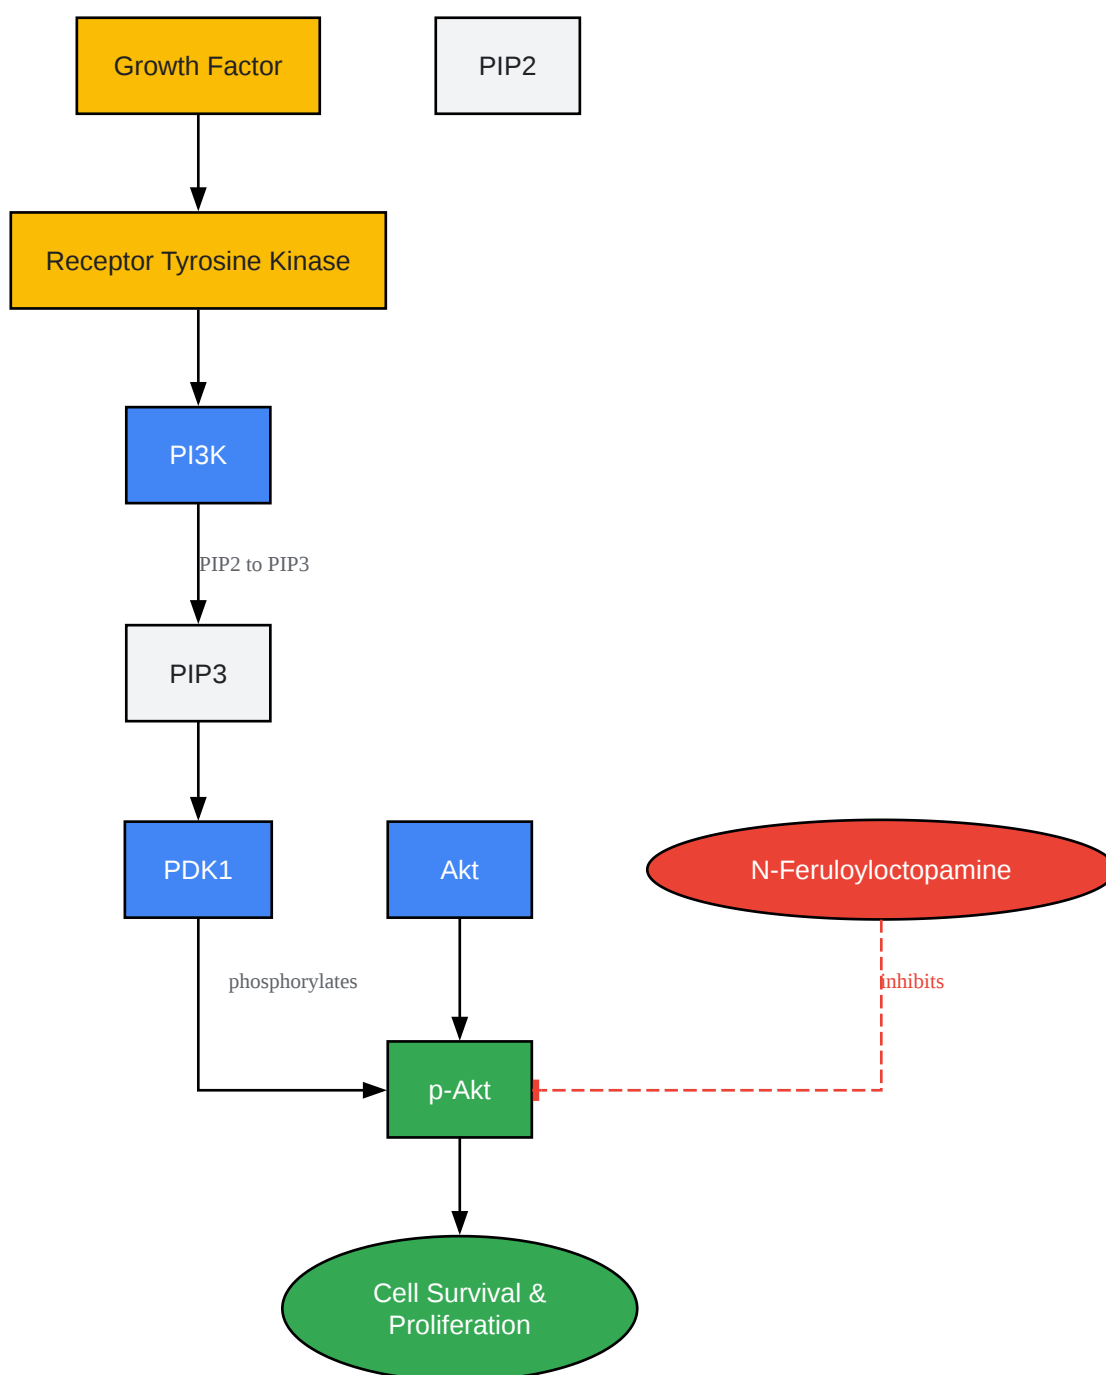 Growth Factor
PIP2
Receptor Tyrosine Kinase
PI3K
PIP2 to PIP3
PIP3
PDK1
Akt
N-Feruloyloctopamine
phosphorylates
inhibits
p-Akt
Cell Survival &
Proliferation